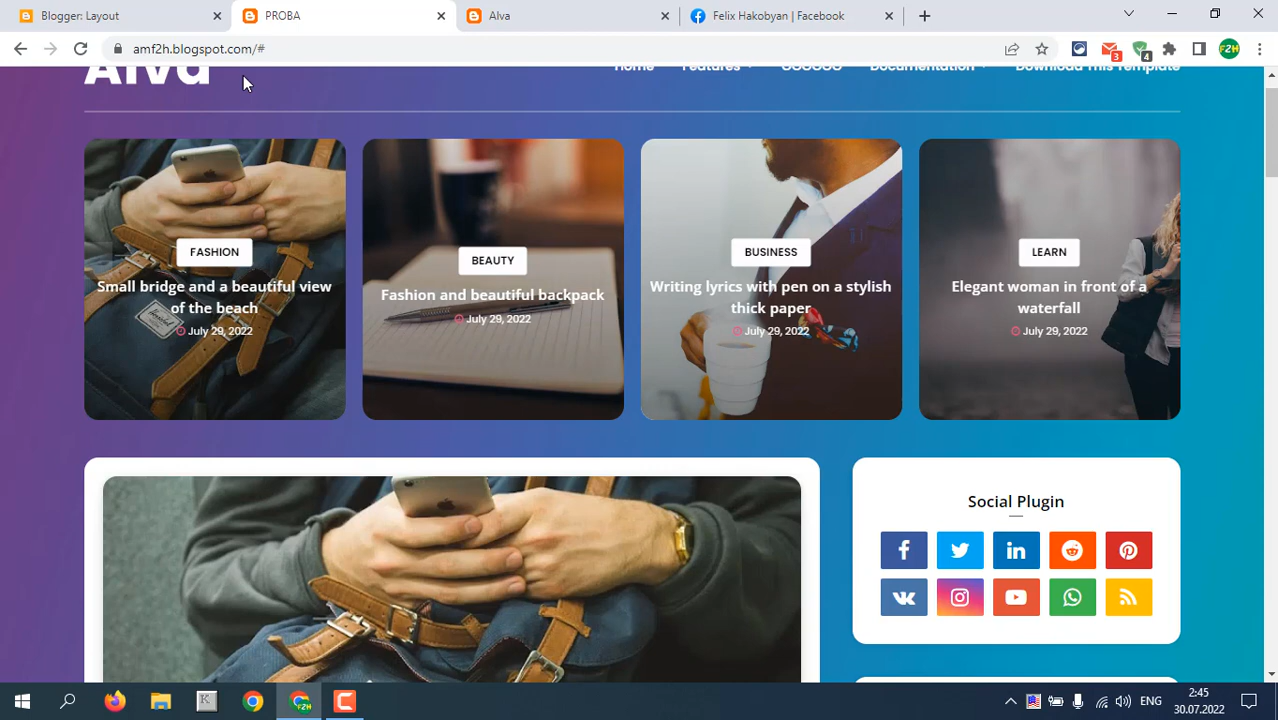 Blogger: Layout
PROBA
Alva
Felix Hakobyan | Facebook
amf2h.blogspot.com/#
3
4
F2H
Alva
Home
Features
Documentation
Download This Template
FASHION
Small bridge and a beautiful view
of the beach
July 29, 2022
BEAUTY
Fashion and beautiful backpack
July 29, 2022
BUSINESS
Writing lyrics with pen on a stylish
thick paper
July 29, 2022
LEARN
Elegant woman in front of a
waterfall
July 29, 2022
Social Plugin
ENG
2:45
30.07.2022